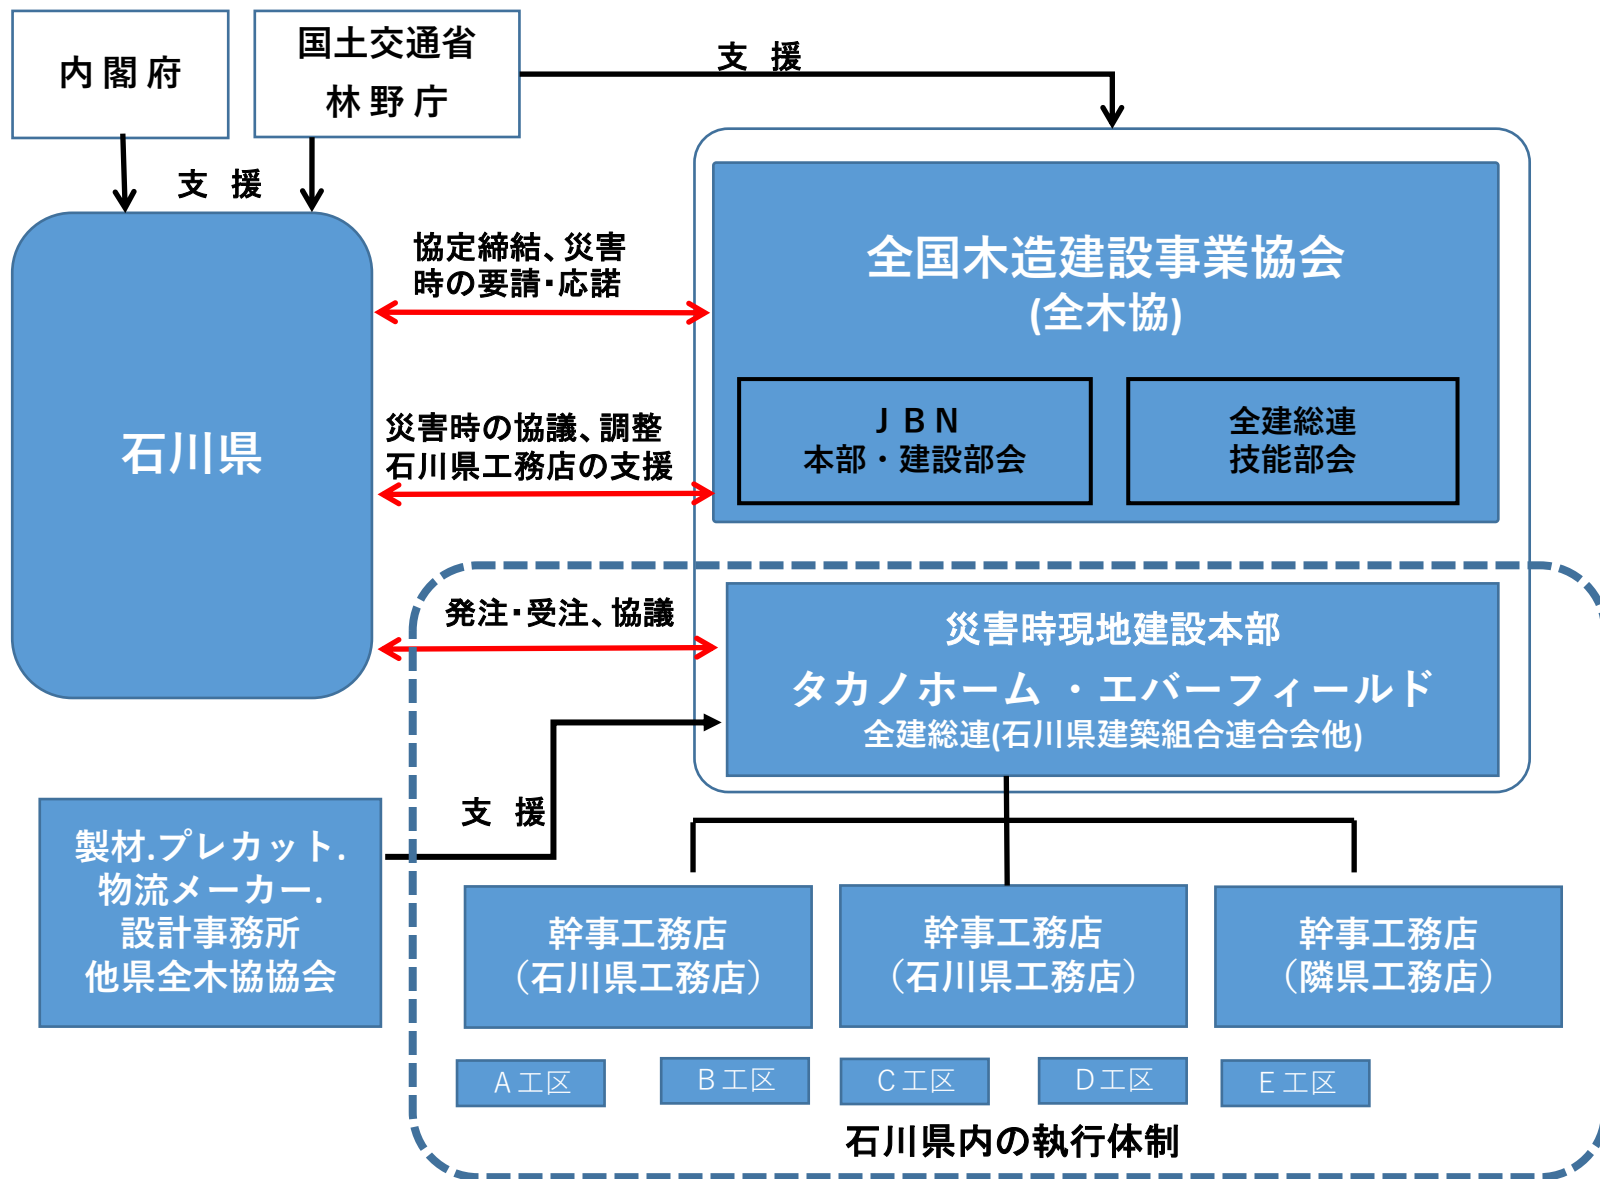 内閣府
国土交通省
林野庁
支 援
支 援
協定締結、災害
時の要請・応諾
全国木造建設事業協会
(全木協)
石川県
災害時の協議、調整
石川県工務店の支援
ＪＢＮ
本部・建設部会
全建総連
技能部会
発注・受注、協議
災害時現地建設本部
タカノホーム ・エバーフィールド
全建総連(石川県建築組合連合会他)
支 援
製材.プレカット.
物流メーカー.
設計事務所
他県全木協協会
幹事工務店
（石川県工務店）
幹事工務店
（石川県工務店）
幹事工務店
（隣県工務店）
Ａ工区
Ｂ工区
Ｃ工区
Ｄ工区
Ｅ工区
石川県内の執行体制